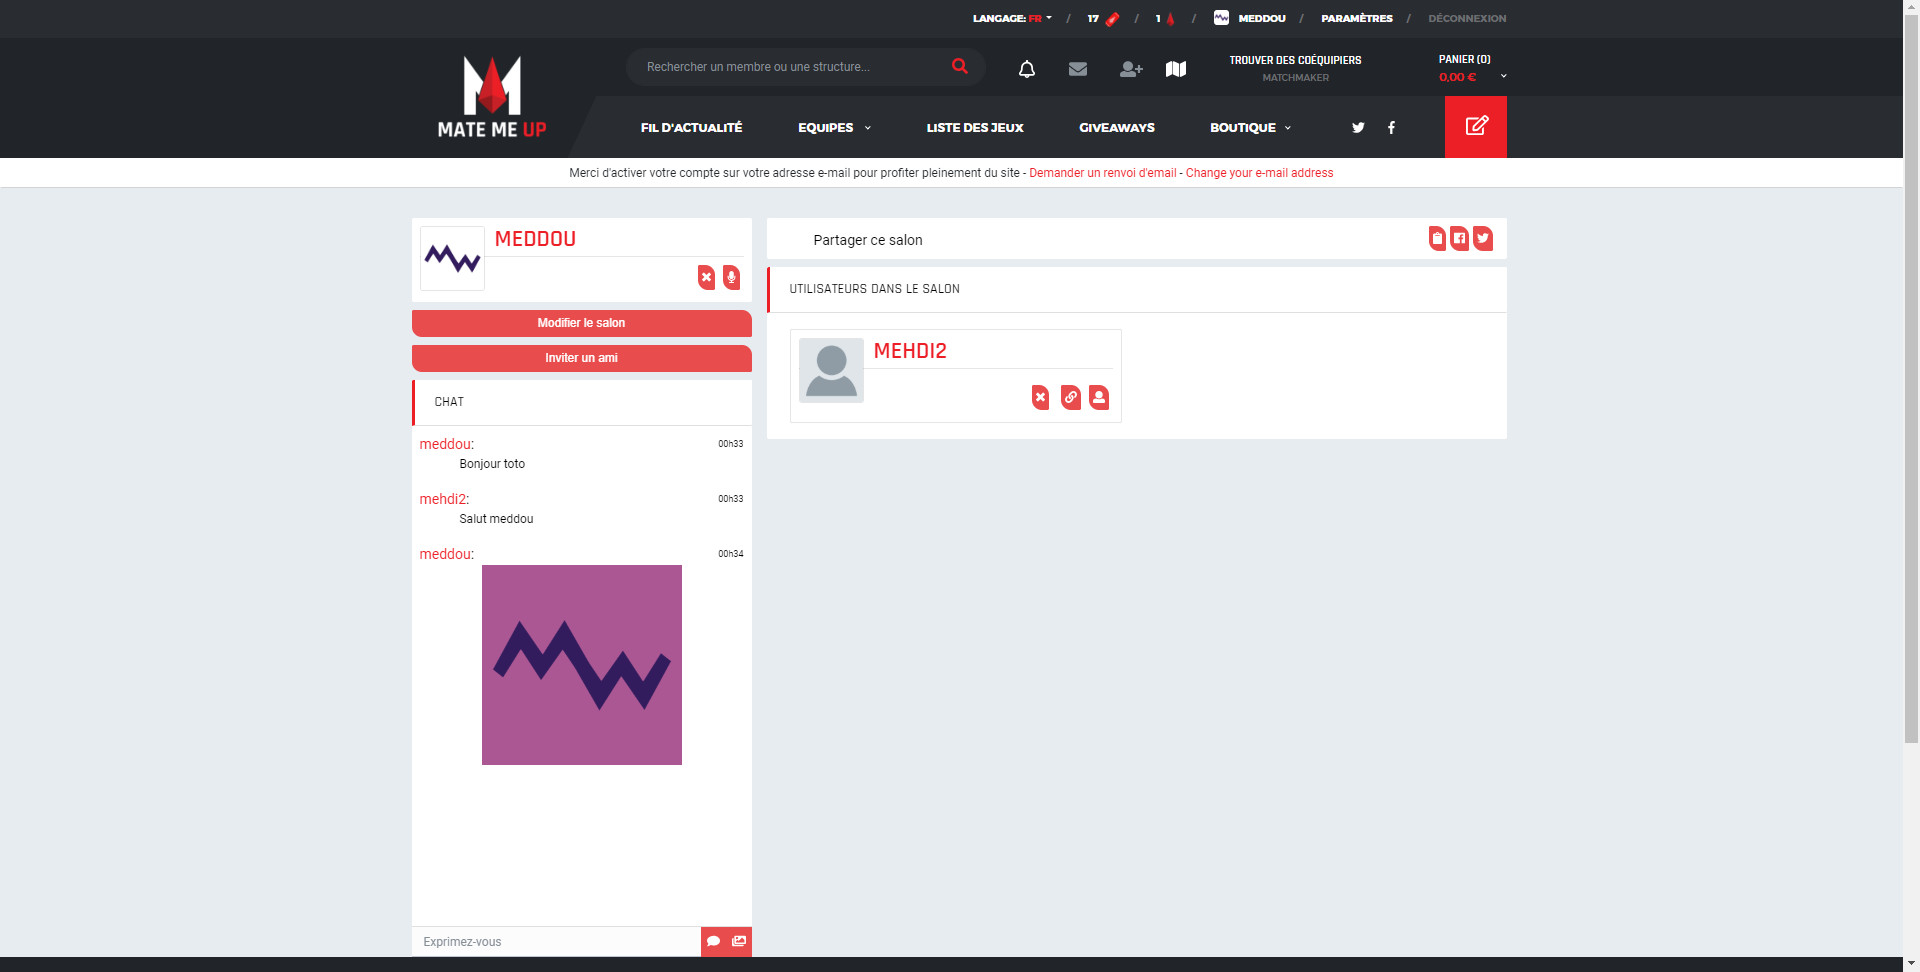 LANGAGE: FR / 17 / 1 / MEDDOU / PARAMÈTRES / DÉCONNEXION
MATE ME UP
Rechercher un membre ou une structure...
TROUVER DES COÉQUIPIERS
MATCHMAKER
PANIER (0)
0,00 €
FIL D'ACTUALITÉ EQUIPES LISTE DES JEUX GIVEAWAYS BOUTIQUE
Merci d'activer votre compte sur votre adresse e-mail pour profiter pleinement du site - Demander un renvoi d'email - Change your e-mail address
MEDDOU
Modifier le salon
Inviter un ami
CHAT
meddou: 00h33
Bonjour toto
mehdi2: 00h33
Salut meddou
meddou: 00h34
Exprimez-vous
Partager ce salon
UTILISATEURS DANS LE SALON
MEHDI2